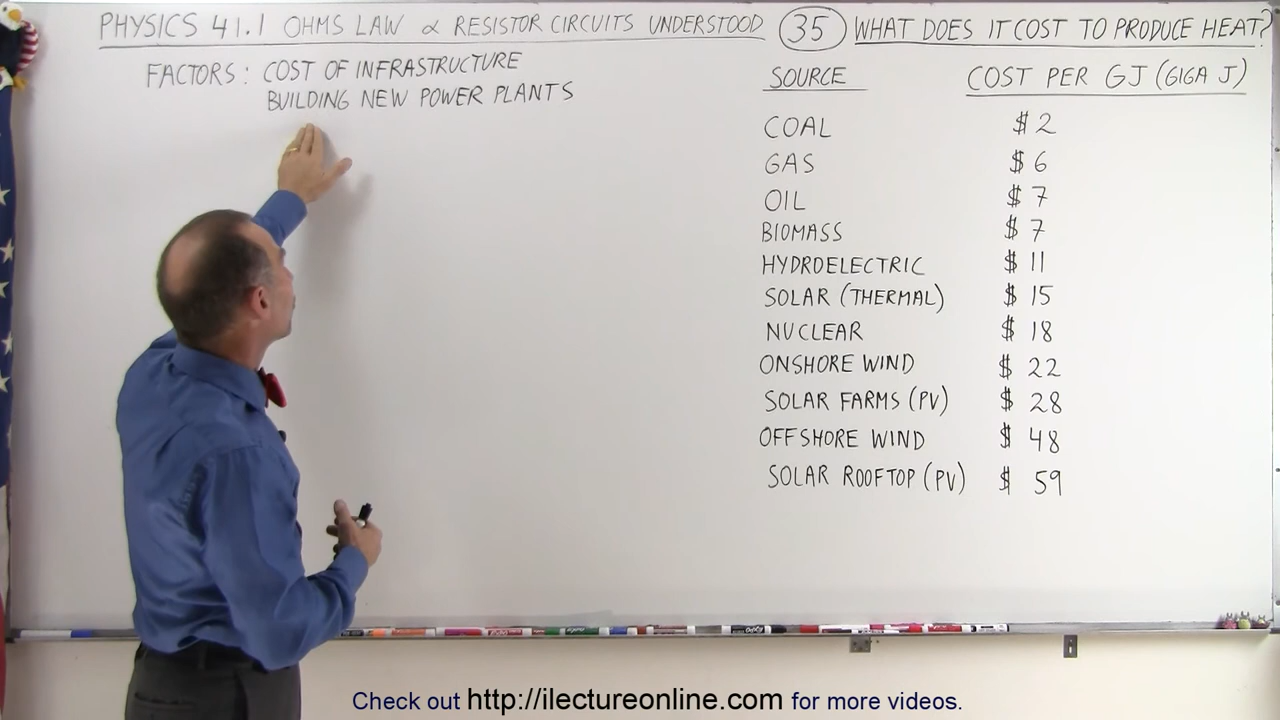 PHYSICS 41.1 OHMS LAW & RESISTOR CIRCUITS UNDERSTOOD 35 WHAT DOES IT COST TO PRODUCE HEAT?
FACTORS: COST OF INFRASTRUCTURE
BUILDING NEW POWER PLANTS
SOURCE COST PER GJ (GIGA J)
COAL $ 2
GAS $ 6
OIL $ 7
BIOMASS $ 7
HYDROELECTRIC $ 11
SOLAR (THERMAL) $ 15
NUCLEAR $ 18
ONSHORE WIND $ 22
SOLAR FARMS (PV) $ 28
OFFSHORE WIND $ 48
SOLAR ROOFTOP (PV) $ 59
Check out http://ilectureonline.com for more videos.